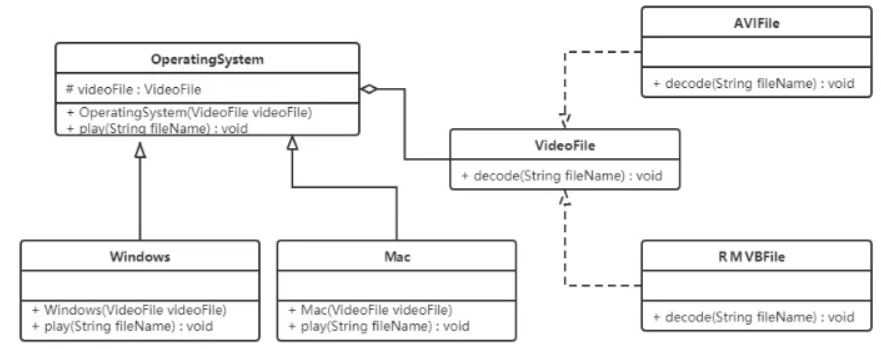 OperatingSystem
# videoFile : VideoFile
+ OperatingSystem(VideoFile videoFile)
+ play(String fileName) : void
AVIFile
+ decode(String fileName) : void
VideoFile
+ decode(String fileName) : void
Windows
+ Windows(VideoFile videoFile)
+ play(String fileName) : void
Mac
+ Mac(VideoFile videoFile)
+ play(String fileName) : void
RMVBFile
+ decode(String fileName) : void